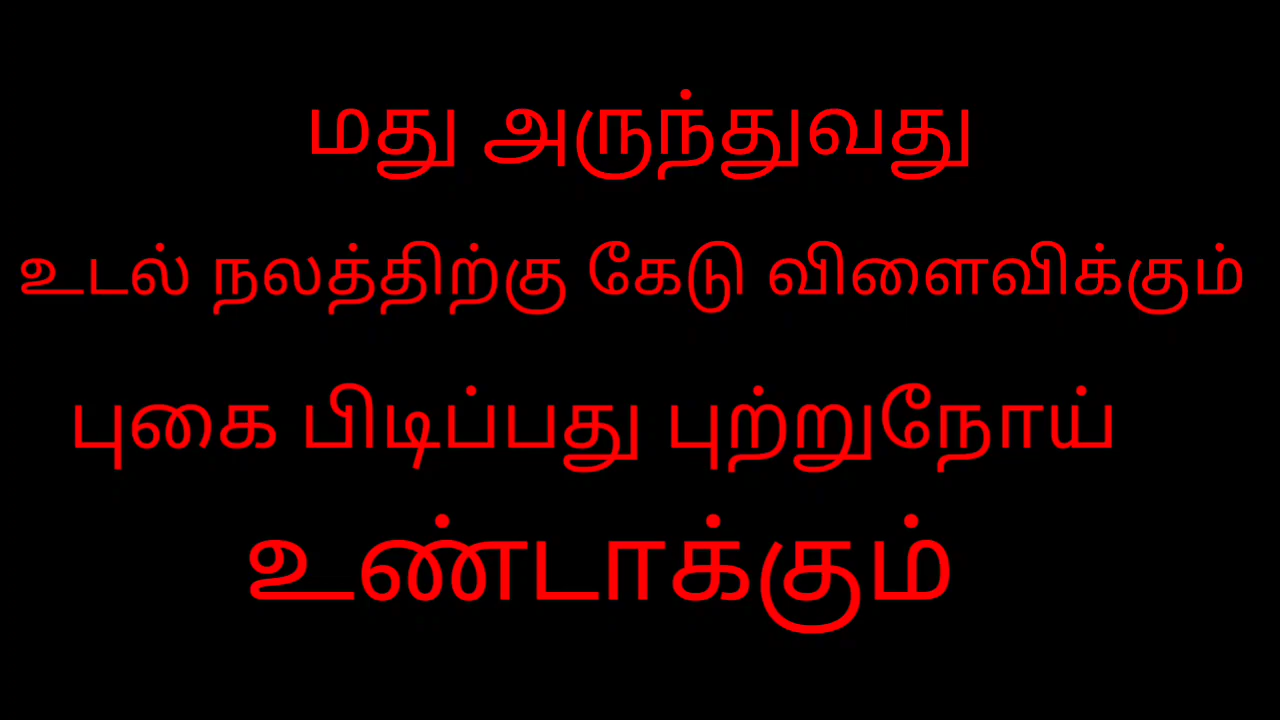 மது அருந்துவது
உடல் நலத்திற்கு கேடு விளைவிக்கும்
புகை பிடிப்பது புற்றுநோய்
உண்டாக்கும்